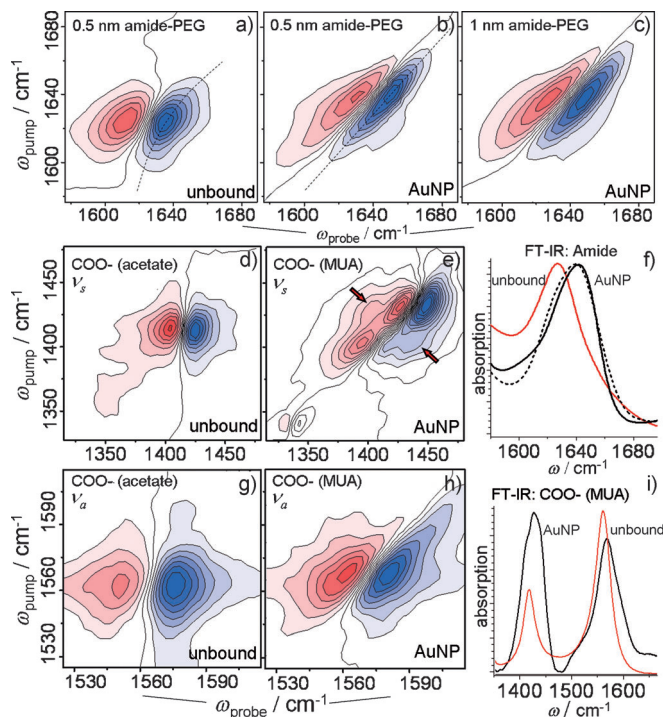 0.5 nm amide-PEG a)
0.5 nm amide-PEG b)
1 nm amide-PEG c)
ω_pump / cm⁻¹
1680
1640
1600
unbound
AuNP
AuNP
1600 1640 1680
1600 1640 1680
1600 1640 1680
ω_probe / cm⁻¹
COO- (acetate) d)
ν_s
COO- (MUA) e)
ν_s
ω_pump / cm⁻¹
1450
1400
1350
unbound
AuNP
1350 1400 1450
1350 1400 1450
FT-IR: Amide f)
unbound
AuNP
absorption
1600 1640 1680
ω / cm⁻¹
COO- (acetate) g)
ν_a
COO- (MUA) h)
ν_a
ω_pump / cm⁻¹
1590
1560
1530
unbound
AuNP
1530 1560 1590
1530 1560 1590
ω_probe / cm⁻¹
i)
FT-IR: COO- (MUA)
AuNP
unbound
absorption
1400 1500 1600
ω / cm⁻¹